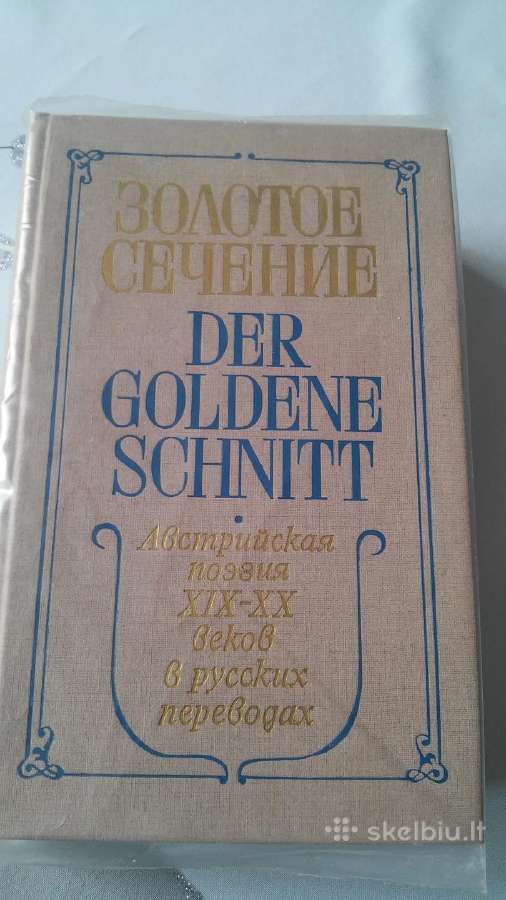 ЗОЛОТОЕ
СЕЧЕНИЕ
DER
GOLDENE
SCHNITT
Австрийская
поэзия
XIX-XX
веков
в русских
переводах
skelbiu.lt